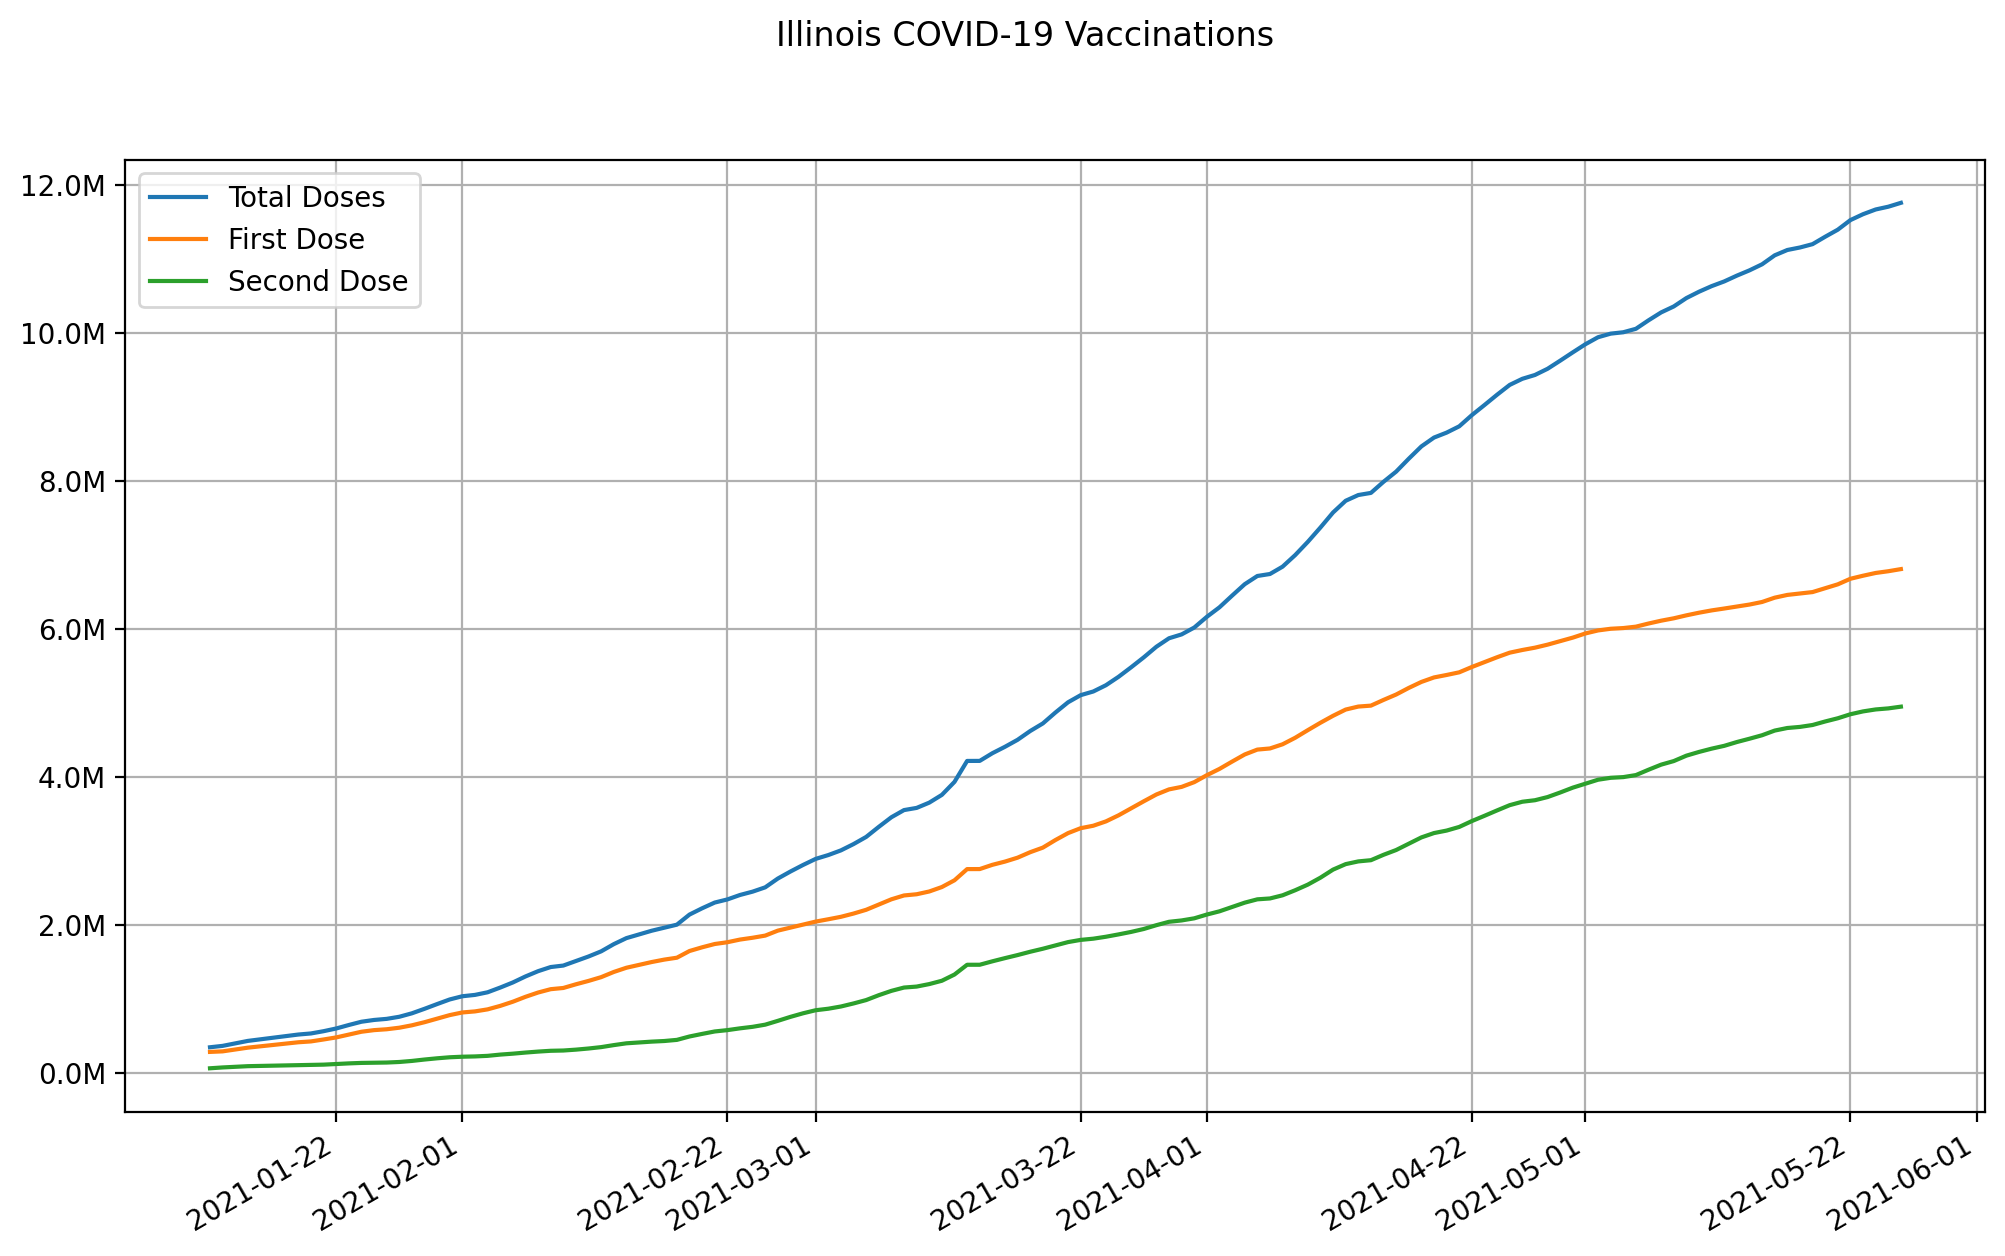 Illinois COVID-19 Vaccinations
12.0M
10.0M
8.0M
6.0M
4.0M
2.0M
0.0M
Total Doses
First Dose
Second Dose
2021-01-22
2021-02-01
2021-02-22
2021-03-01
2021-03-22
2021-04-01
2021-04-22
2021-05-01
2021-05-22
2021-06-01